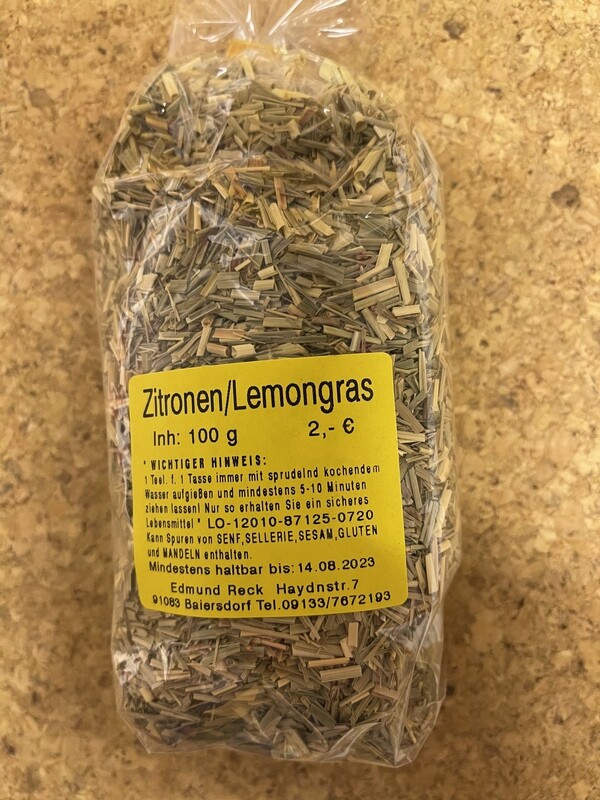 Zitronen/Lemongras
Inh: 100 g 2,- €
" WICHTIGER HINWEIS:
1 Teel. f. 1 Tasse immer mit sprudelnd kochendem
Wasser aufgießen und mindestens 5-10 Minuten
ziehen lassen! Nur so erhalten Sie ein sicheres
Lebensmittel " LO-12010-87125-0720
Kann Spuren von SENF,SELLERIE,SESAM,GLUTEN
und MANDELN enthalten.
Mindestens haltbar bis: 14.08.2023
Edmund Reck Haydnstr.7
91083 Baiersdorf Tel.09133/7672193